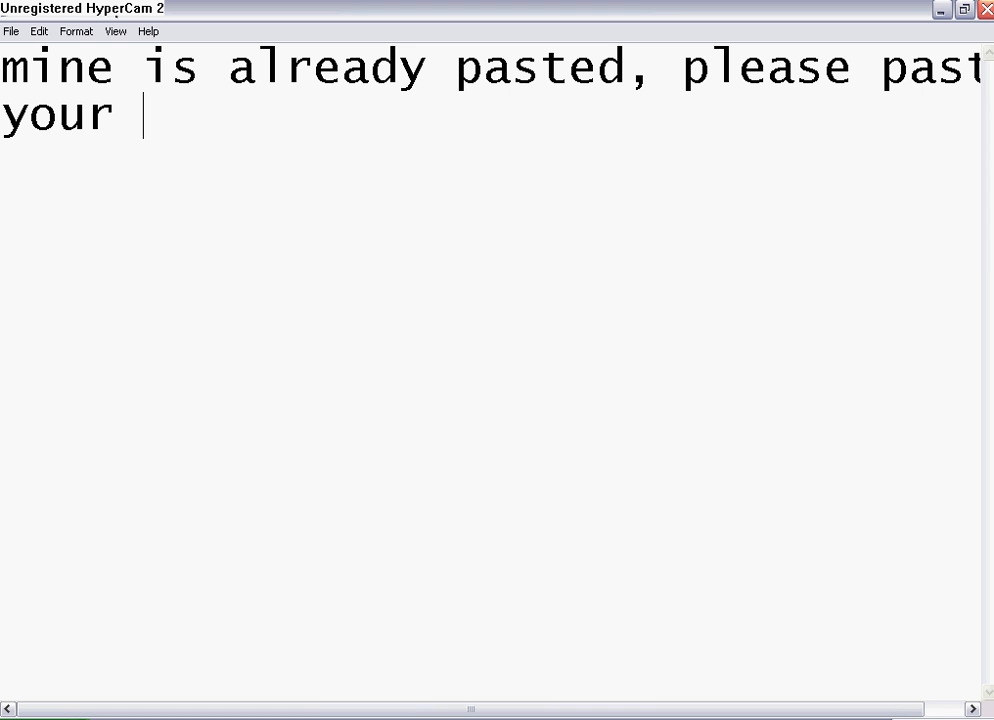 Unregistered HyperCam 2
File Edit Format View Help
mine is already pasted, please past
your